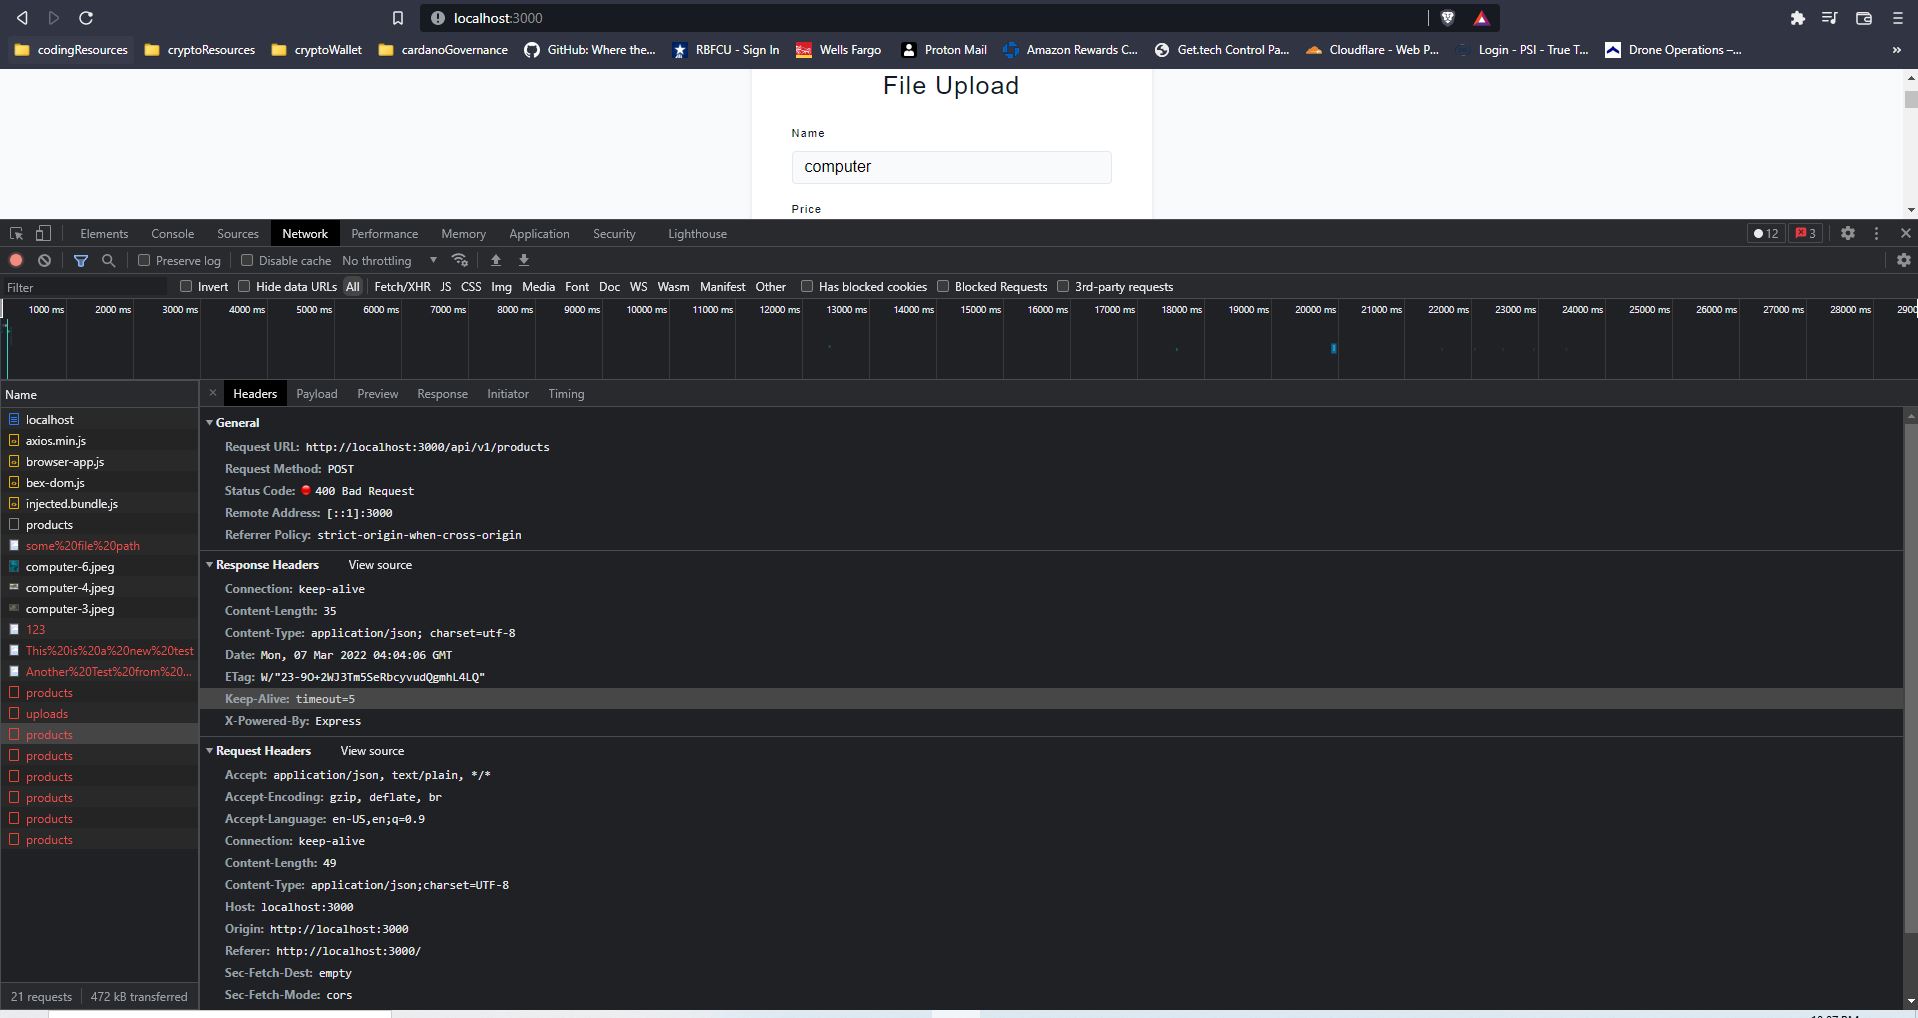 localhost:3000
codingResources cryptoResources cryptoWallet cardanoGovernance GitHub: Where the... RBFCU - Sign In Wells Fargo Proton Mail Amazon Rewards C... Get.tech Control Pa... Cloudflare - Web P... Login - PSI - True T... Drone Operations –... »
File Upload
Name
computer
Price
Elements Console Sources Network Performance Memory Application Security Lighthouse 12 3
Preserve log Disable cache No throttling
Filter Invert Hide data URLs All Fetch/XHR JS CSS Img Media Font Doc WS Wasm Manifest Other Has blocked cookies Blocked Requests 3rd-party requests
1000 ms 2000 ms 3000 ms 4000 ms 5000 ms 6000 ms 7000 ms 8000 ms 9000 ms 10000 ms 11000 ms 12000 ms 13000 ms 14000 ms 15000 ms 16000 ms 17000 ms 18000 ms 19000 ms 20000 ms 21000 ms 22000 ms 23000 ms 24000 ms 25000 ms 26000 ms 27000 ms 28000 ms 2900
Name
localhost
axios.min.js
browser-app.js
bex-dom.js
injected.bundle.js
products
some%20file%20path
computer-6.jpeg
computer-4.jpeg
computer-3.jpeg
123
This%20is%20a%20new%20test
Another%20Test%20from%20...
products
uploads
products
products
products
products
products
products
21 requests 472 kB transferred
Headers Payload Preview Response Initiator Timing
General
Request URL: http://localhost:3000/api/v1/products
Request Method: POST
Status Code: 400 Bad Request
Remote Address: [::1]:3000
Referrer Policy: strict-origin-when-cross-origin
Response Headers View source
Connection: keep-alive
Content-Length: 35
Content-Type: application/json; charset=utf-8
Date: Mon, 07 Mar 2022 04:04:06 GMT
ETag: W/"23-9O+2WJ3Tm5SeRbcyvudQgmhL4LQ"
Keep-Alive: timeout=5
X-Powered-By: Express
Request Headers View source
Accept: application/json, text/plain, */*
Accept-Encoding: gzip, deflate, br
Accept-Language: en-US,en;q=0.9
Connection: keep-alive
Content-Length: 49
Content-Type: application/json;charset=UTF-8
Host: localhost:3000
Origin: http://localhost:3000
Referer: http://localhost:3000/
Sec-Fetch-Dest: empty
Sec-Fetch-Mode: cors